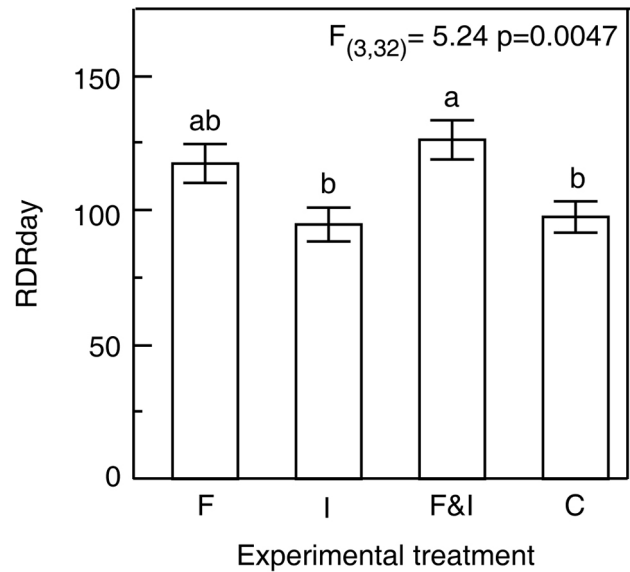 F(3,32)= 5.24 p=0.0047
150
100
50
0
RDRday
ab
b
a
b
F
I
F&I
C
Experimental treatment